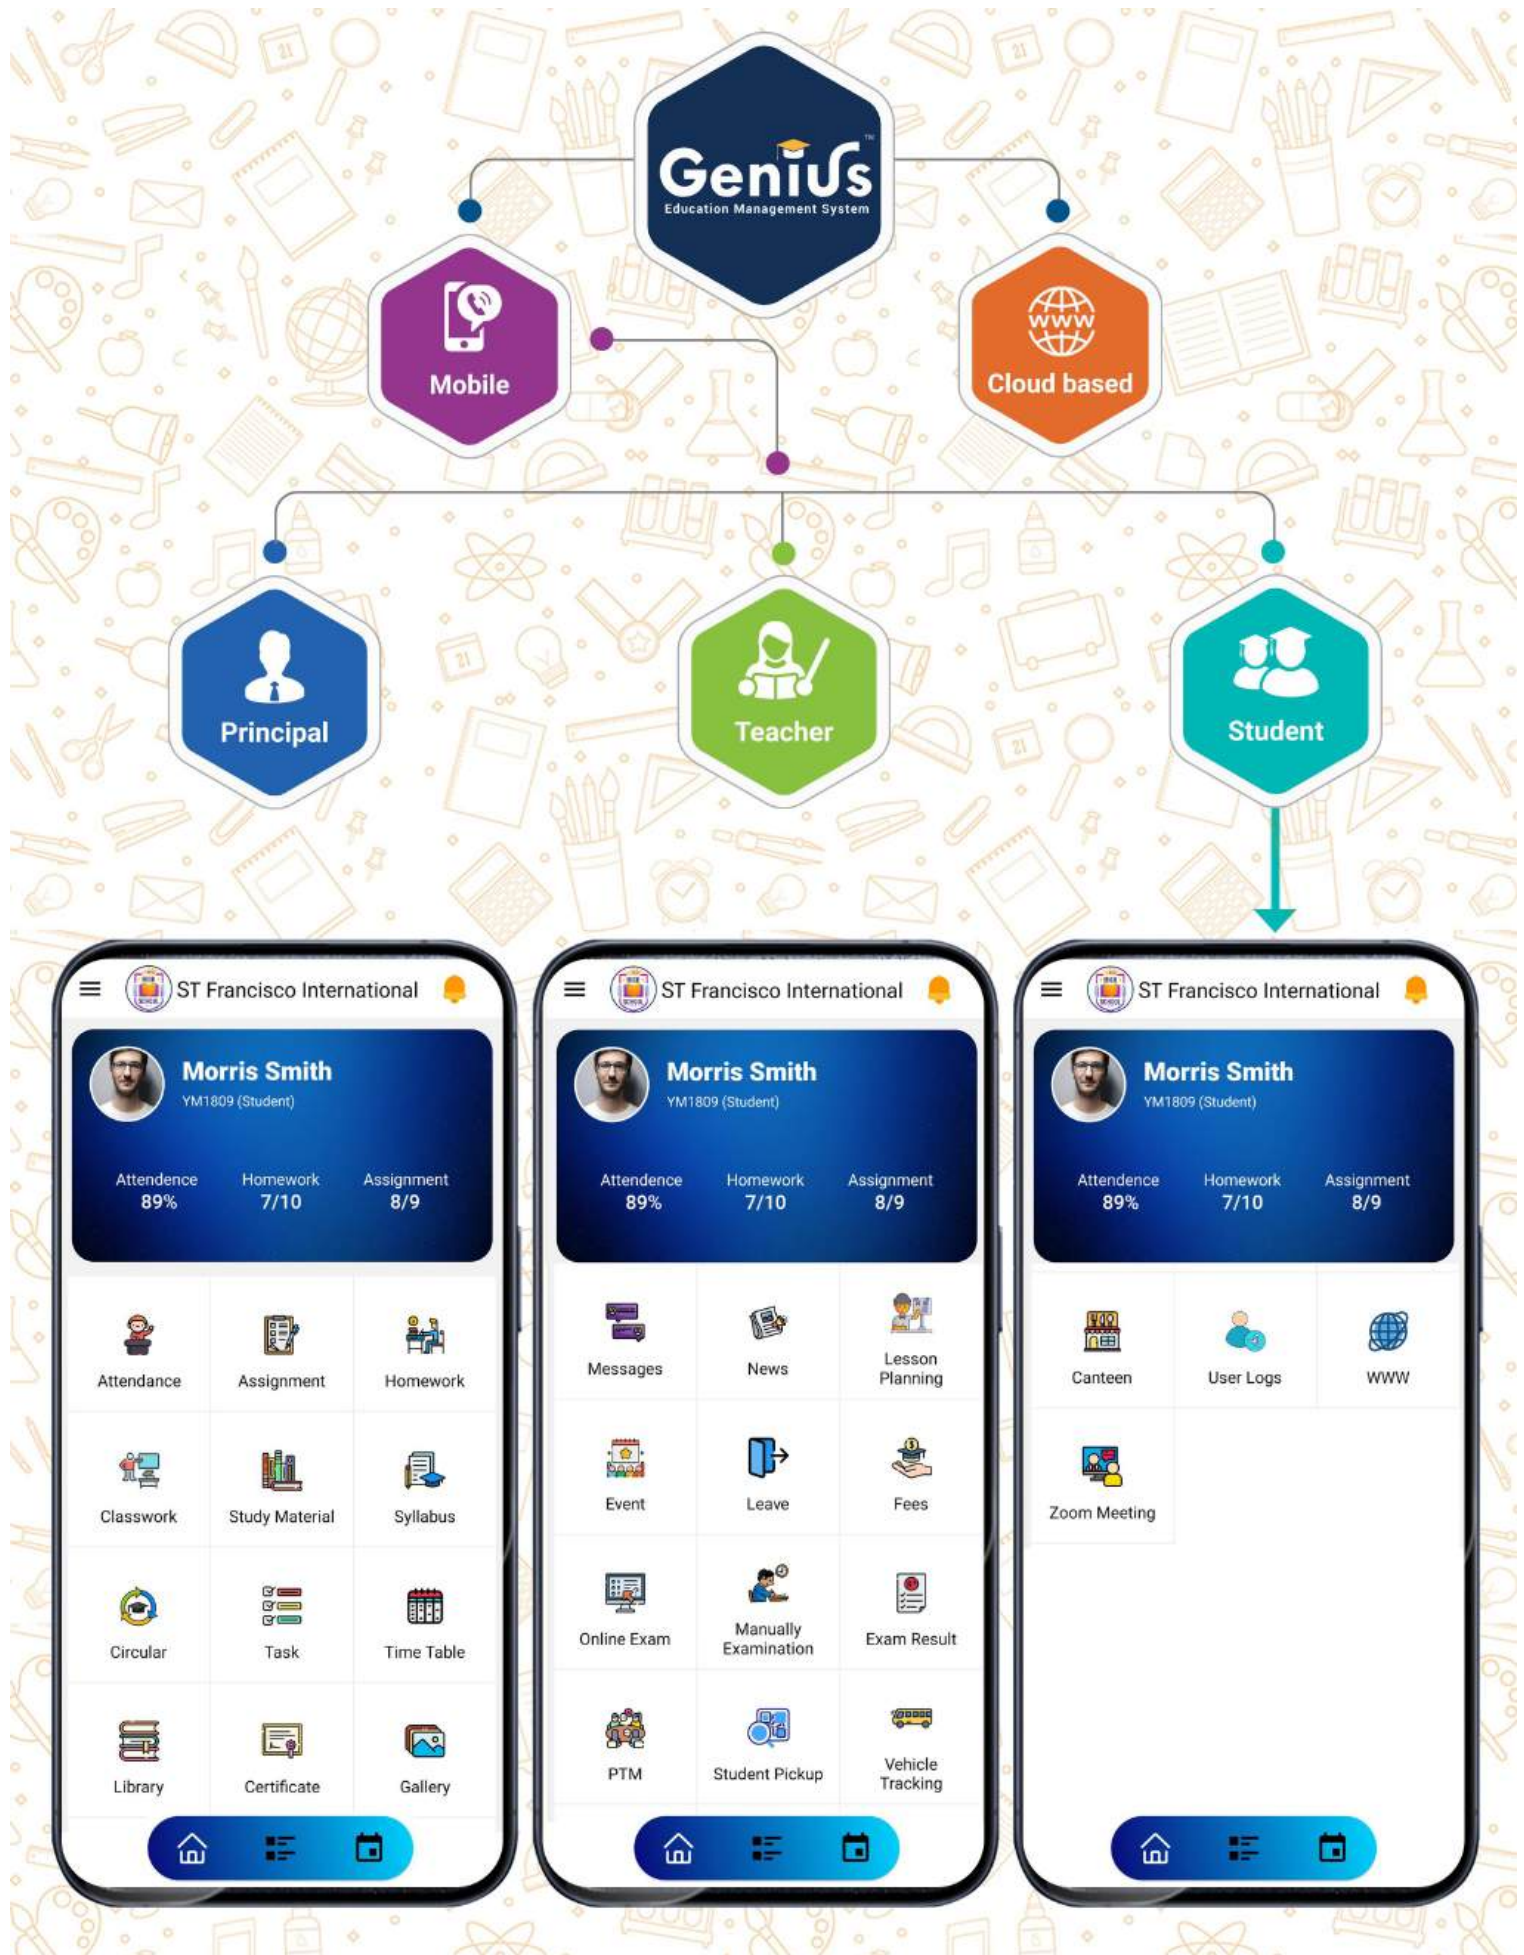 Genius
TM
Education Management System
Mobile
www
Cloud based
Principal
Teacher
Student
ST Francisco International
Morris Smith
YM1809 (Student)
Attendence Homework Assignment
89% 7/10 8/9
Attendance Assignment Homework
Classwork Study Material Syllabus
Circular Task Time Table
Library Certificate Gallery
ST Francisco International
Morris Smith
YM1809 (Student)
Attendence Homework Assignment
89% 7/10 8/9
Messages News Lesson
Planning
Event Leave Fees
Online Exam Manually
Examination Exam Result
PTM Student Pickup Vehicle
Tracking
ST Francisco International
Morris Smith
YM1809 (Student)
Attendence Homework Assignment
89% 7/10 8/9
Canteen User Logs WWW
Zoom Meeting